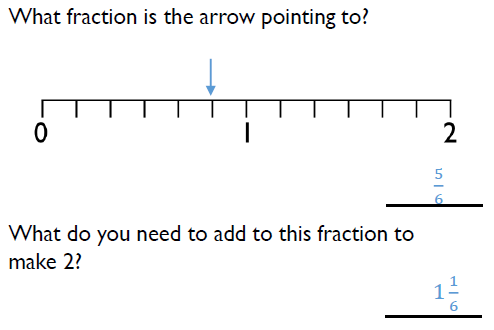 What fraction is the arrow pointing to?
0 1 2
5/6
What do you need to add to this fraction to
make 2?
1 1/6